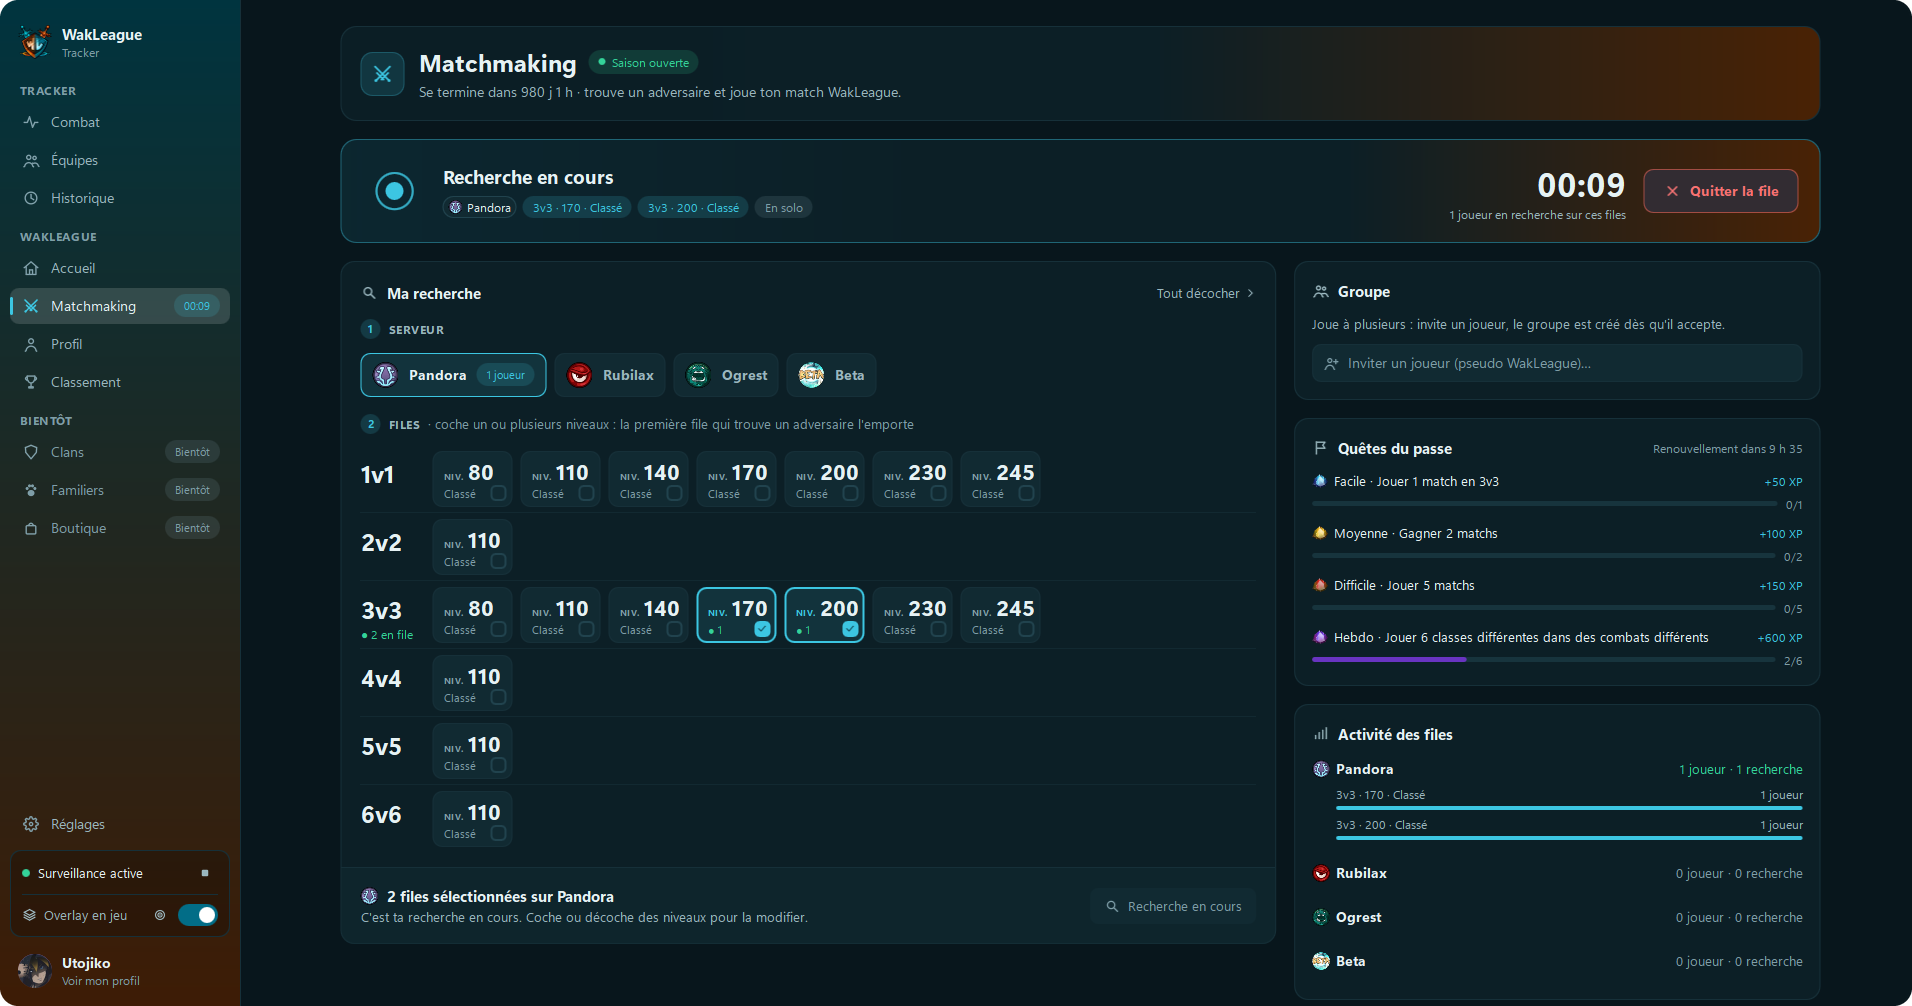 WakLeague
Tracker
TRACKER
Combat
Équipes
Historique
WAKLEAGUE
Accueil
Matchmaking 00:09
Profil
Classement
BIENTÔT
Clans Bientôt
Familiers Bientôt
Boutique Bientôt
Réglages
Surveillance active
Overlay en jeu
Utojiko
Voir mon profil
Matchmaking Saison ouverte
Se termine dans 980 j 1 h · trouve un adversaire et joue ton match WakLeague.
Recherche en cours
Pandora 3v3 · 170 · Classé 3v3 · 200 · Classé En solo
00:09
1 joueur en recherche sur ces files
Quitter la file
Ma recherche Tout décocher
1 SERVEUR
Pandora 1 joueur Rubilax Ogrest Beta
2 FILES · coche un ou plusieurs niveaux : la première file qui trouve un adversaire l'emporte
1v1 NIV. 80 NIV. 110 NIV. 140 NIV. 170 NIV. 200 NIV. 230 NIV. 245
Classé Classé Classé Classé Classé Classé Classé
2v2 NIV. 110
Classé
3v3 NIV. 80 NIV. 110 NIV. 140 NIV. 170 NIV. 200 NIV. 230 NIV. 245
2 en file Classé Classé Classé 1 1 Classé Classé
4v4 NIV. 110
Classé
5v5 NIV. 110
Classé
6v6 NIV. 110
Classé
2 files sélectionnées sur Pandora
C'est ta recherche en cours. Coche ou décoche des niveaux pour la modifier.
Recherche en cours
Groupe
Joue à plusieurs : invite un joueur, le groupe est créé dès qu'il accepte.
Inviter un joueur (pseudo WakLeague)...
Quêtes du passe Renouvellement dans 9 h 35
Facile · Jouer 1 match en 3v3 +50 XP
0/1
Moyenne · Gagner 2 matchs +100 XP
0/2
Difficile · Jouer 5 matchs +150 XP
0/5
Hebdo · Jouer 6 classes différentes dans des combats différents +600 XP
2/6
Activité des files
Pandora 1 joueur · 1 recherche
3v3 · 170 · Classé 1 joueur
3v3 · 200 · Classé 1 joueur
Rubilax 0 joueur · 0 recherche
Ogrest 0 joueur · 0 recherche
Beta 0 joueur · 0 recherche